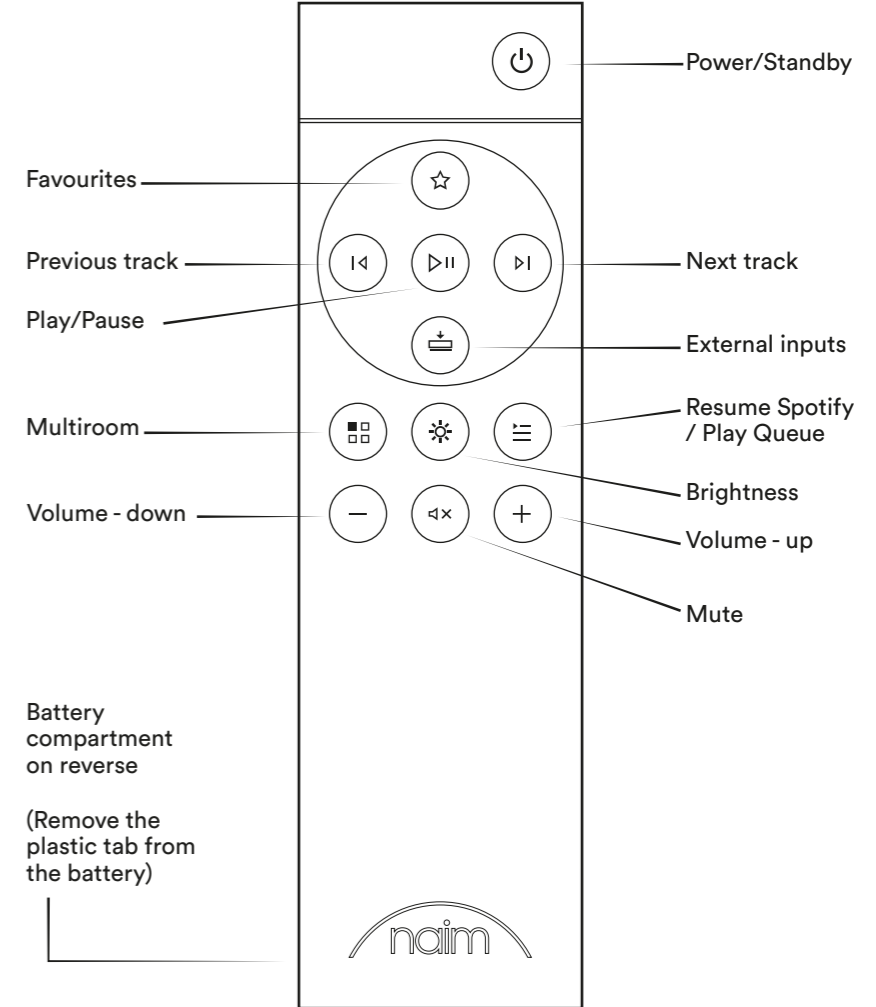 Power/Standby
Favourites
Previous track
Next track
Play/Pause
External inputs
Resume Spotify
/ Play Queue
Multiroom
Brightness
Volume - down
Volume - up
Mute
Battery
compartment
on reverse
(Remove the
plastic tab from
the battery)
naim